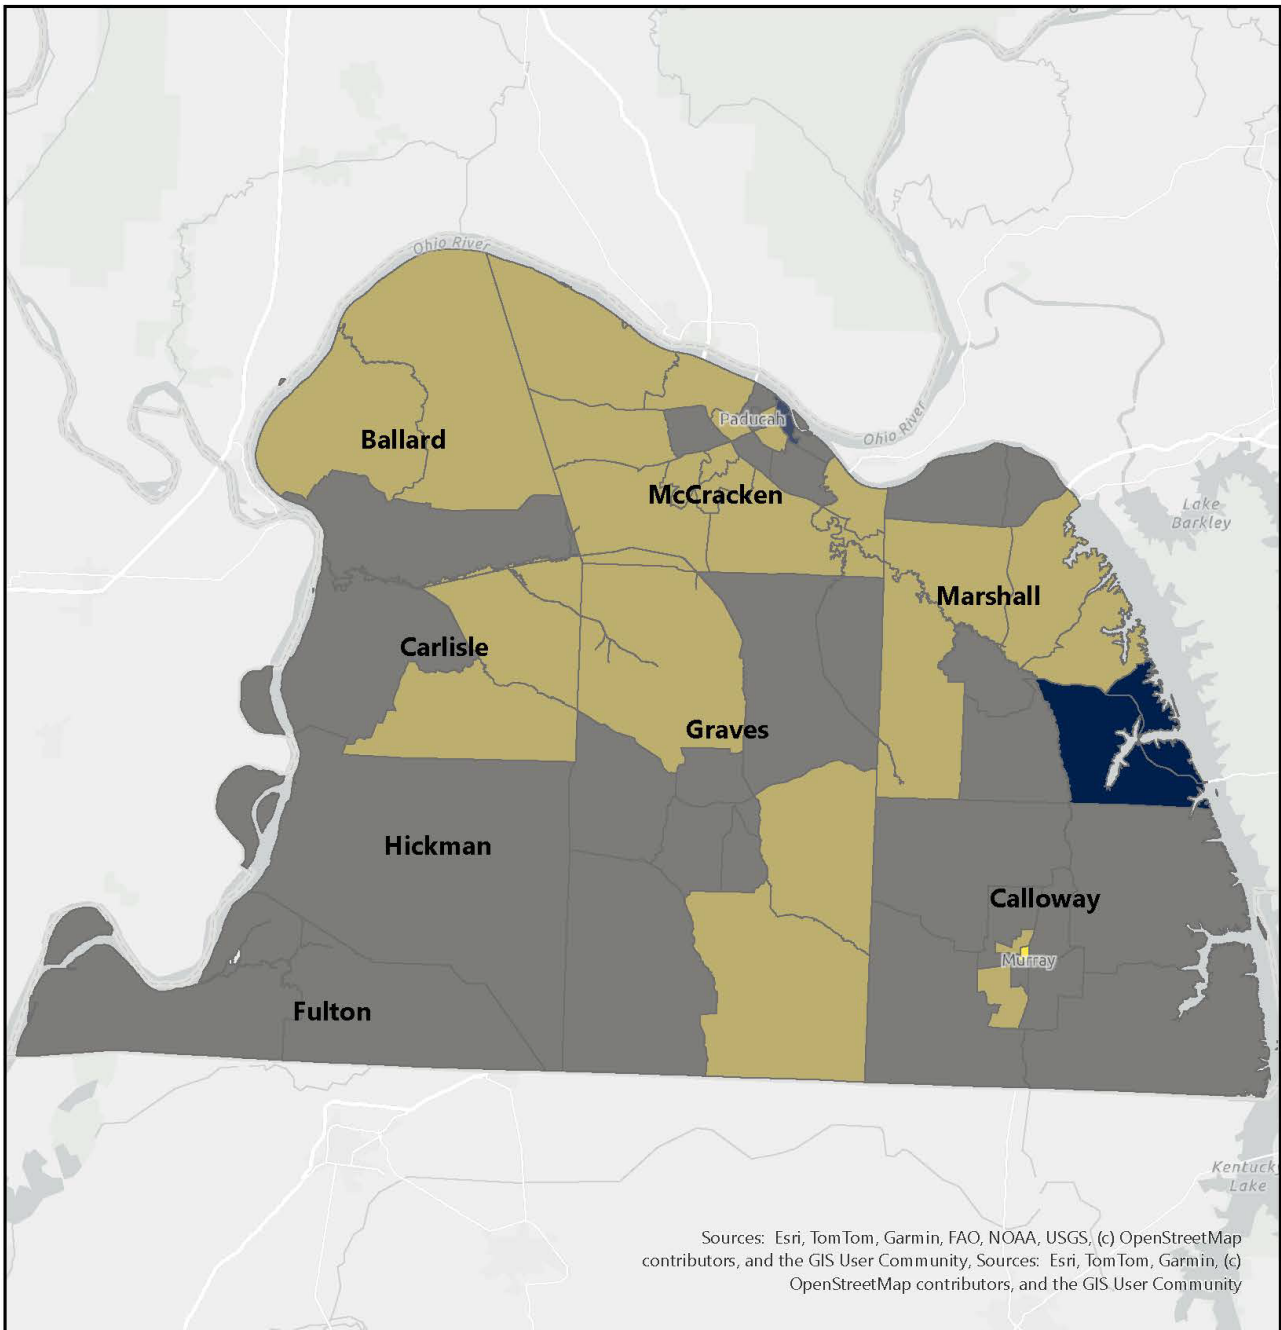 Ohio River
Paducah
Ballard
Ohio River
McCracken
Lake
Barkley
Marshall
Carlisle
Graves
Hickman
Calloway
Murray
Fulton
Lake
Sources: Esri, TomTom, Garmin, FAO, NOAA, USGS, (c) OpenStreetMap
contributors, and the GIS User Community, Sources: Esri, TomTom, Garmin, (c)
OpenStreetMap contributors, and the GIS User Community